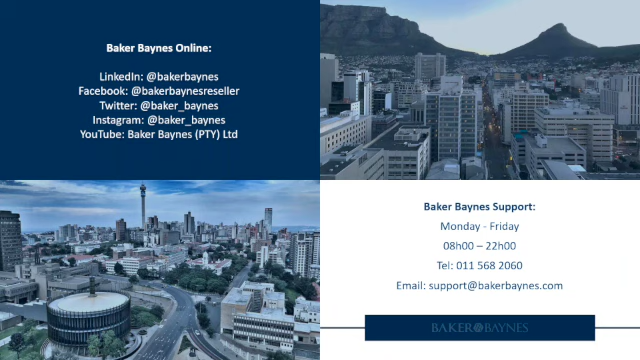 Baker Baynes Online:
LinkedIn: @bakerbaynes
Facebook: @bakerbaynesreseller
Twitter: @baker_baynes
Instagram: @baker_baynes
YouTube: Baker Baynes (PTY) Ltd
Baker Baynes Support:
Monday - Friday
08h00 – 22h00
Tel: 011 568 2060
Email: support@bakerbaynes.com
BAKER BAYNES